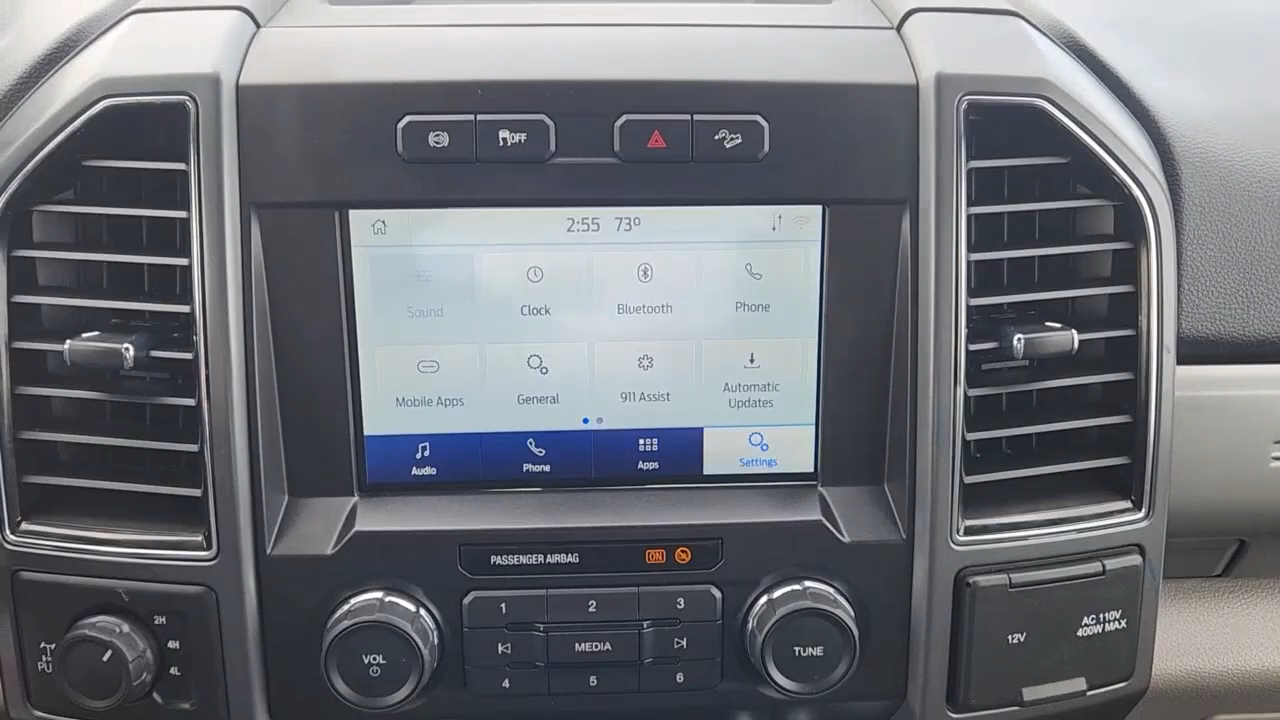 OFF
2:55 73°
Sound
Clock
Bluetooth
Phone
Mobile Apps
General
911 Assist
Automatic
Updates
Audio
Phone
Apps
Settings
PASSENGER AIRBAG
ON
1
2
3
MEDIA
4
5
6
VOL
TUNE
2H
4H
4L
PU
12V
AC 110V
400W MAX